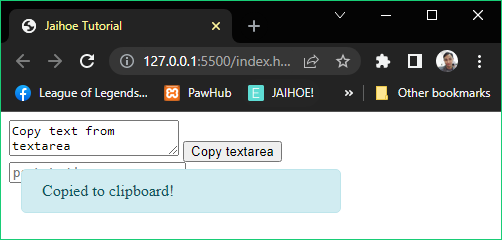 Jaihoe Tutorial
127.0.0.1:5500/index.h...
League of Legends...
PawHub
JAIHOE!
Other bookmarks
Copy text from
textarea
Copy textarea
Copied to clipboard!